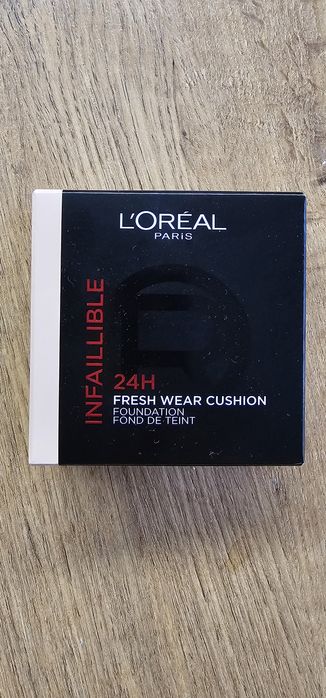 L'ORÉAL
PARIS
INFAILLIBLE
24H
FRESH WEAR CUSHION
FOUNDATION
FOND DE TEINT